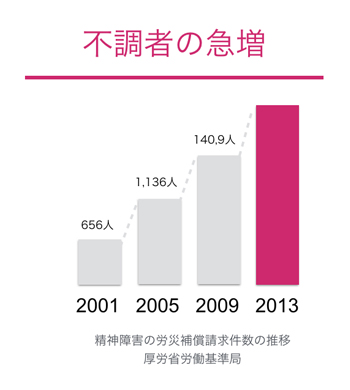 不調者の急増
140,9人
1,136人
656人
2001 2005 2009 2013
精神障害の労災補償請求件数の推移
厚労省労働基準局